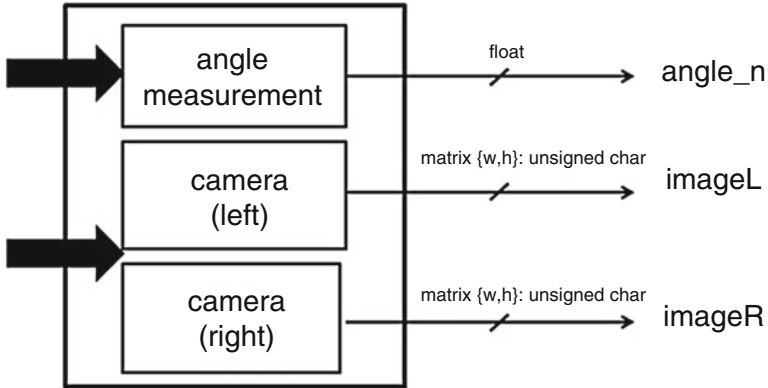 angle
measurement
float
angle_n
camera
(left)
matrix {w,h}: unsigned char
imageL
camera
(right)
matrix {w,h}: unsigned char
imageR